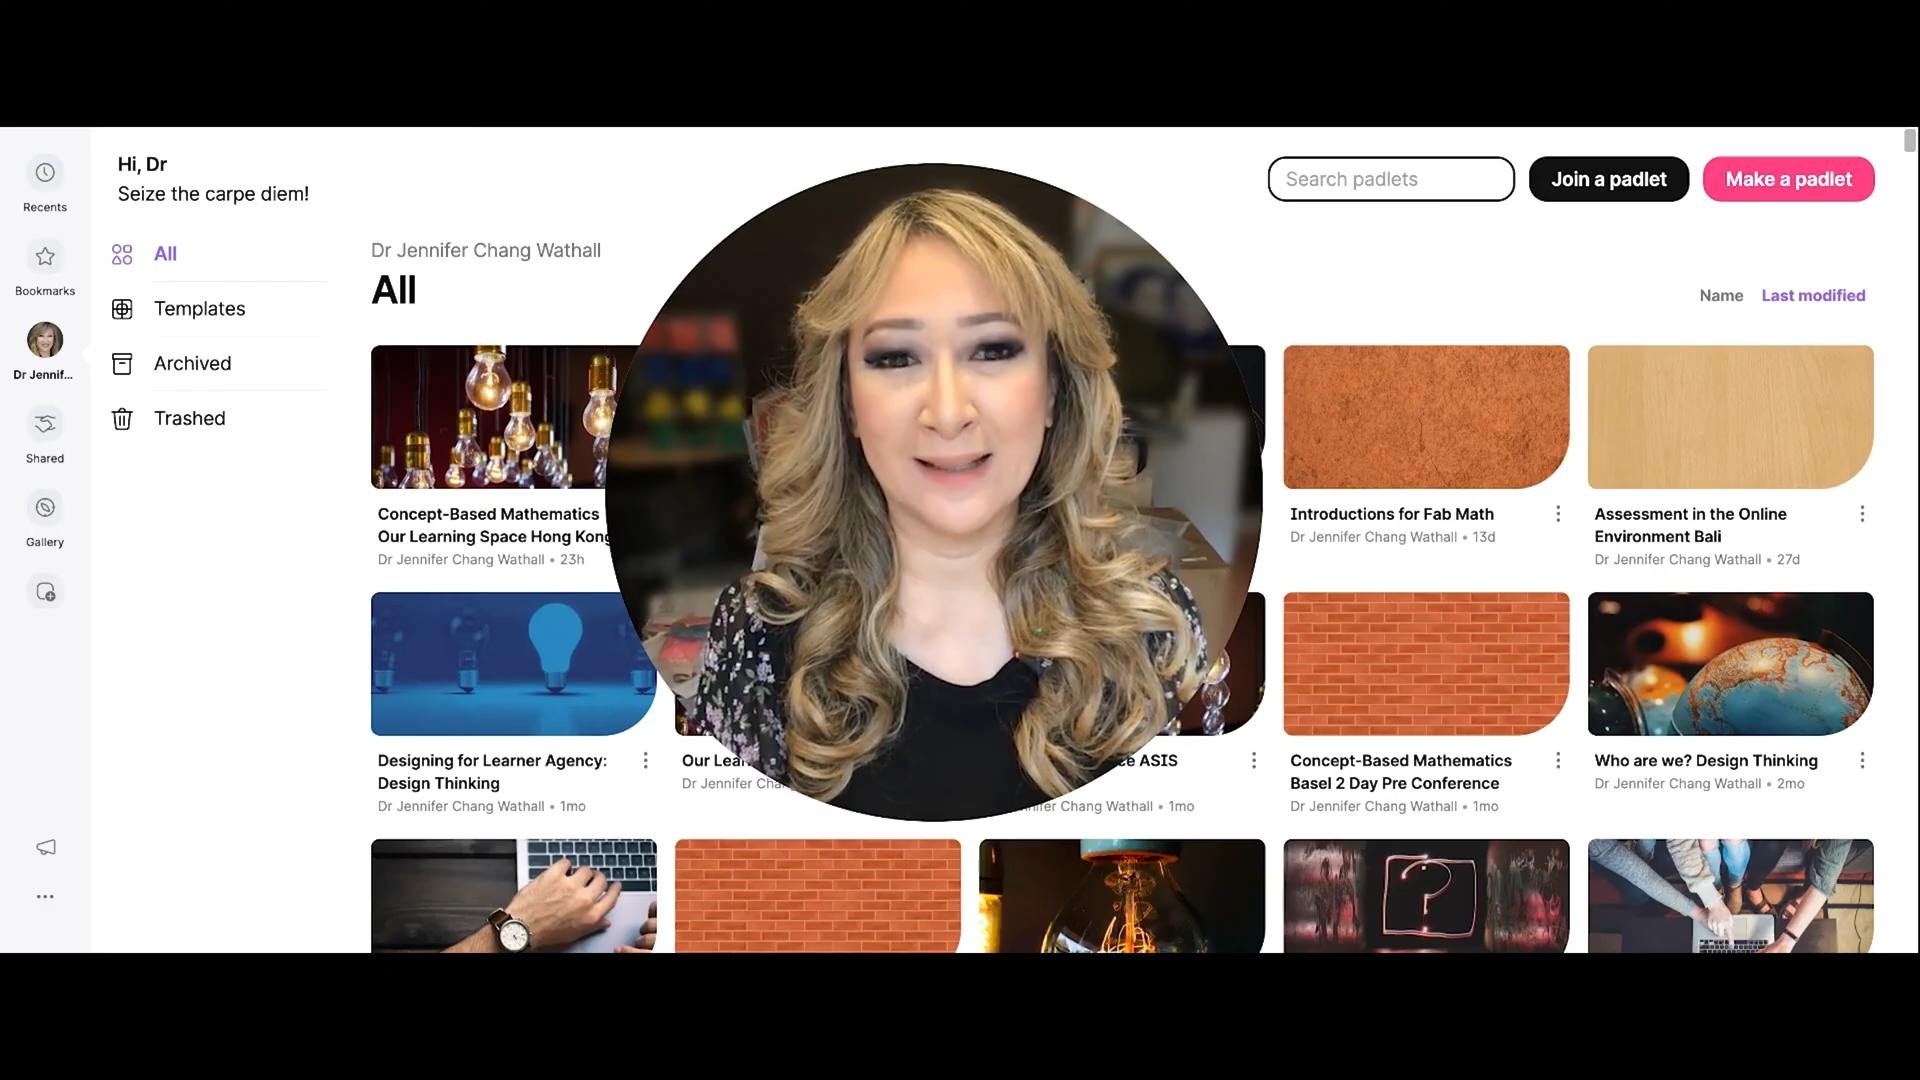 Hi, Dr
Seize the carpe diem!
Search padlets
Join a padlet
Make a padlet
Recents
Bookmarks
Dr Jennif...
Shared
Gallery
All
Templates
Archived
Trashed
Dr Jennifer Chang Wathall
All
Name
Last modified
Concept-Based Mathematics
Our Learning Space Hong Kong
Dr Jennifer Chang Wathall • 23h
Introductions for Fab Math
Dr Jennifer Chang Wathall • 13d
Assessment in the Online
Environment Bali
Dr Jennifer Chang Wathall • 27d
Designing for Learner Agency:
Design Thinking
Dr Jennifer Chang Wathall • 1mo
Our
Dr Jennifer
ASIS
Chang Wathall • 1mo
Concept-Based Mathematics
Basel 2 Day Pre Conference
Dr Jennifer Chang Wathall • 1mo
Who are we? Design Thinking
Dr Jennifer Chang Wathall • 2mo